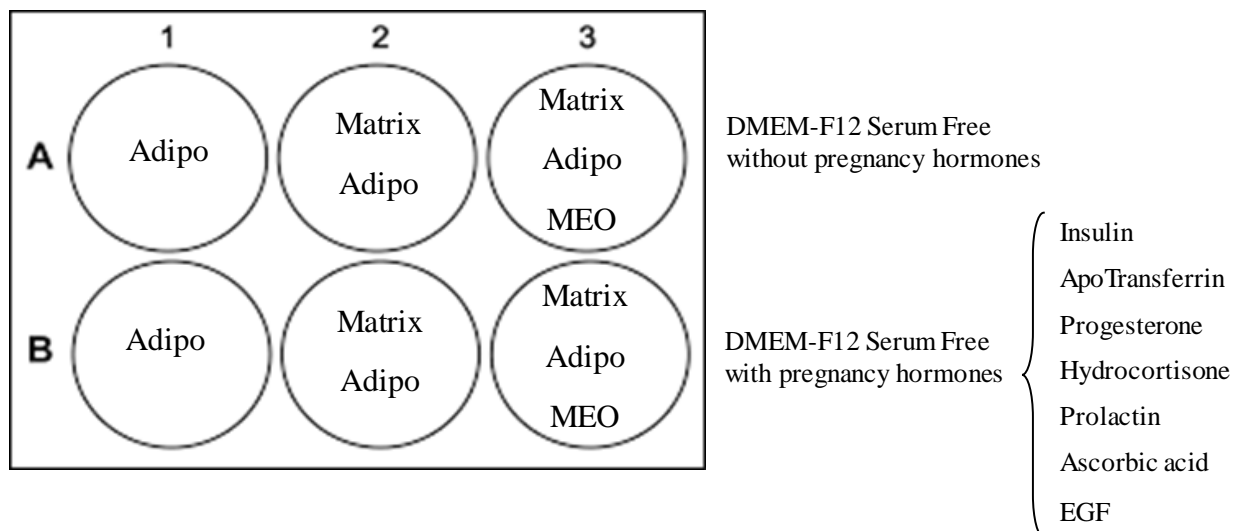 1 2 3
A
Adipo
Matrix
Adipo
Matrix
Adipo
MEO
DMEM-F12 Serum Free
without pregnancy hormones
B
Adipo
Matrix
Adipo
Matrix
Adipo
MEO
DMEM-F12 Serum Free
with pregnancy hormones
Insulin
ApoTransferrin
Progesterone
Hydrocortisone
Prolactin
Ascorbic acid
EGF